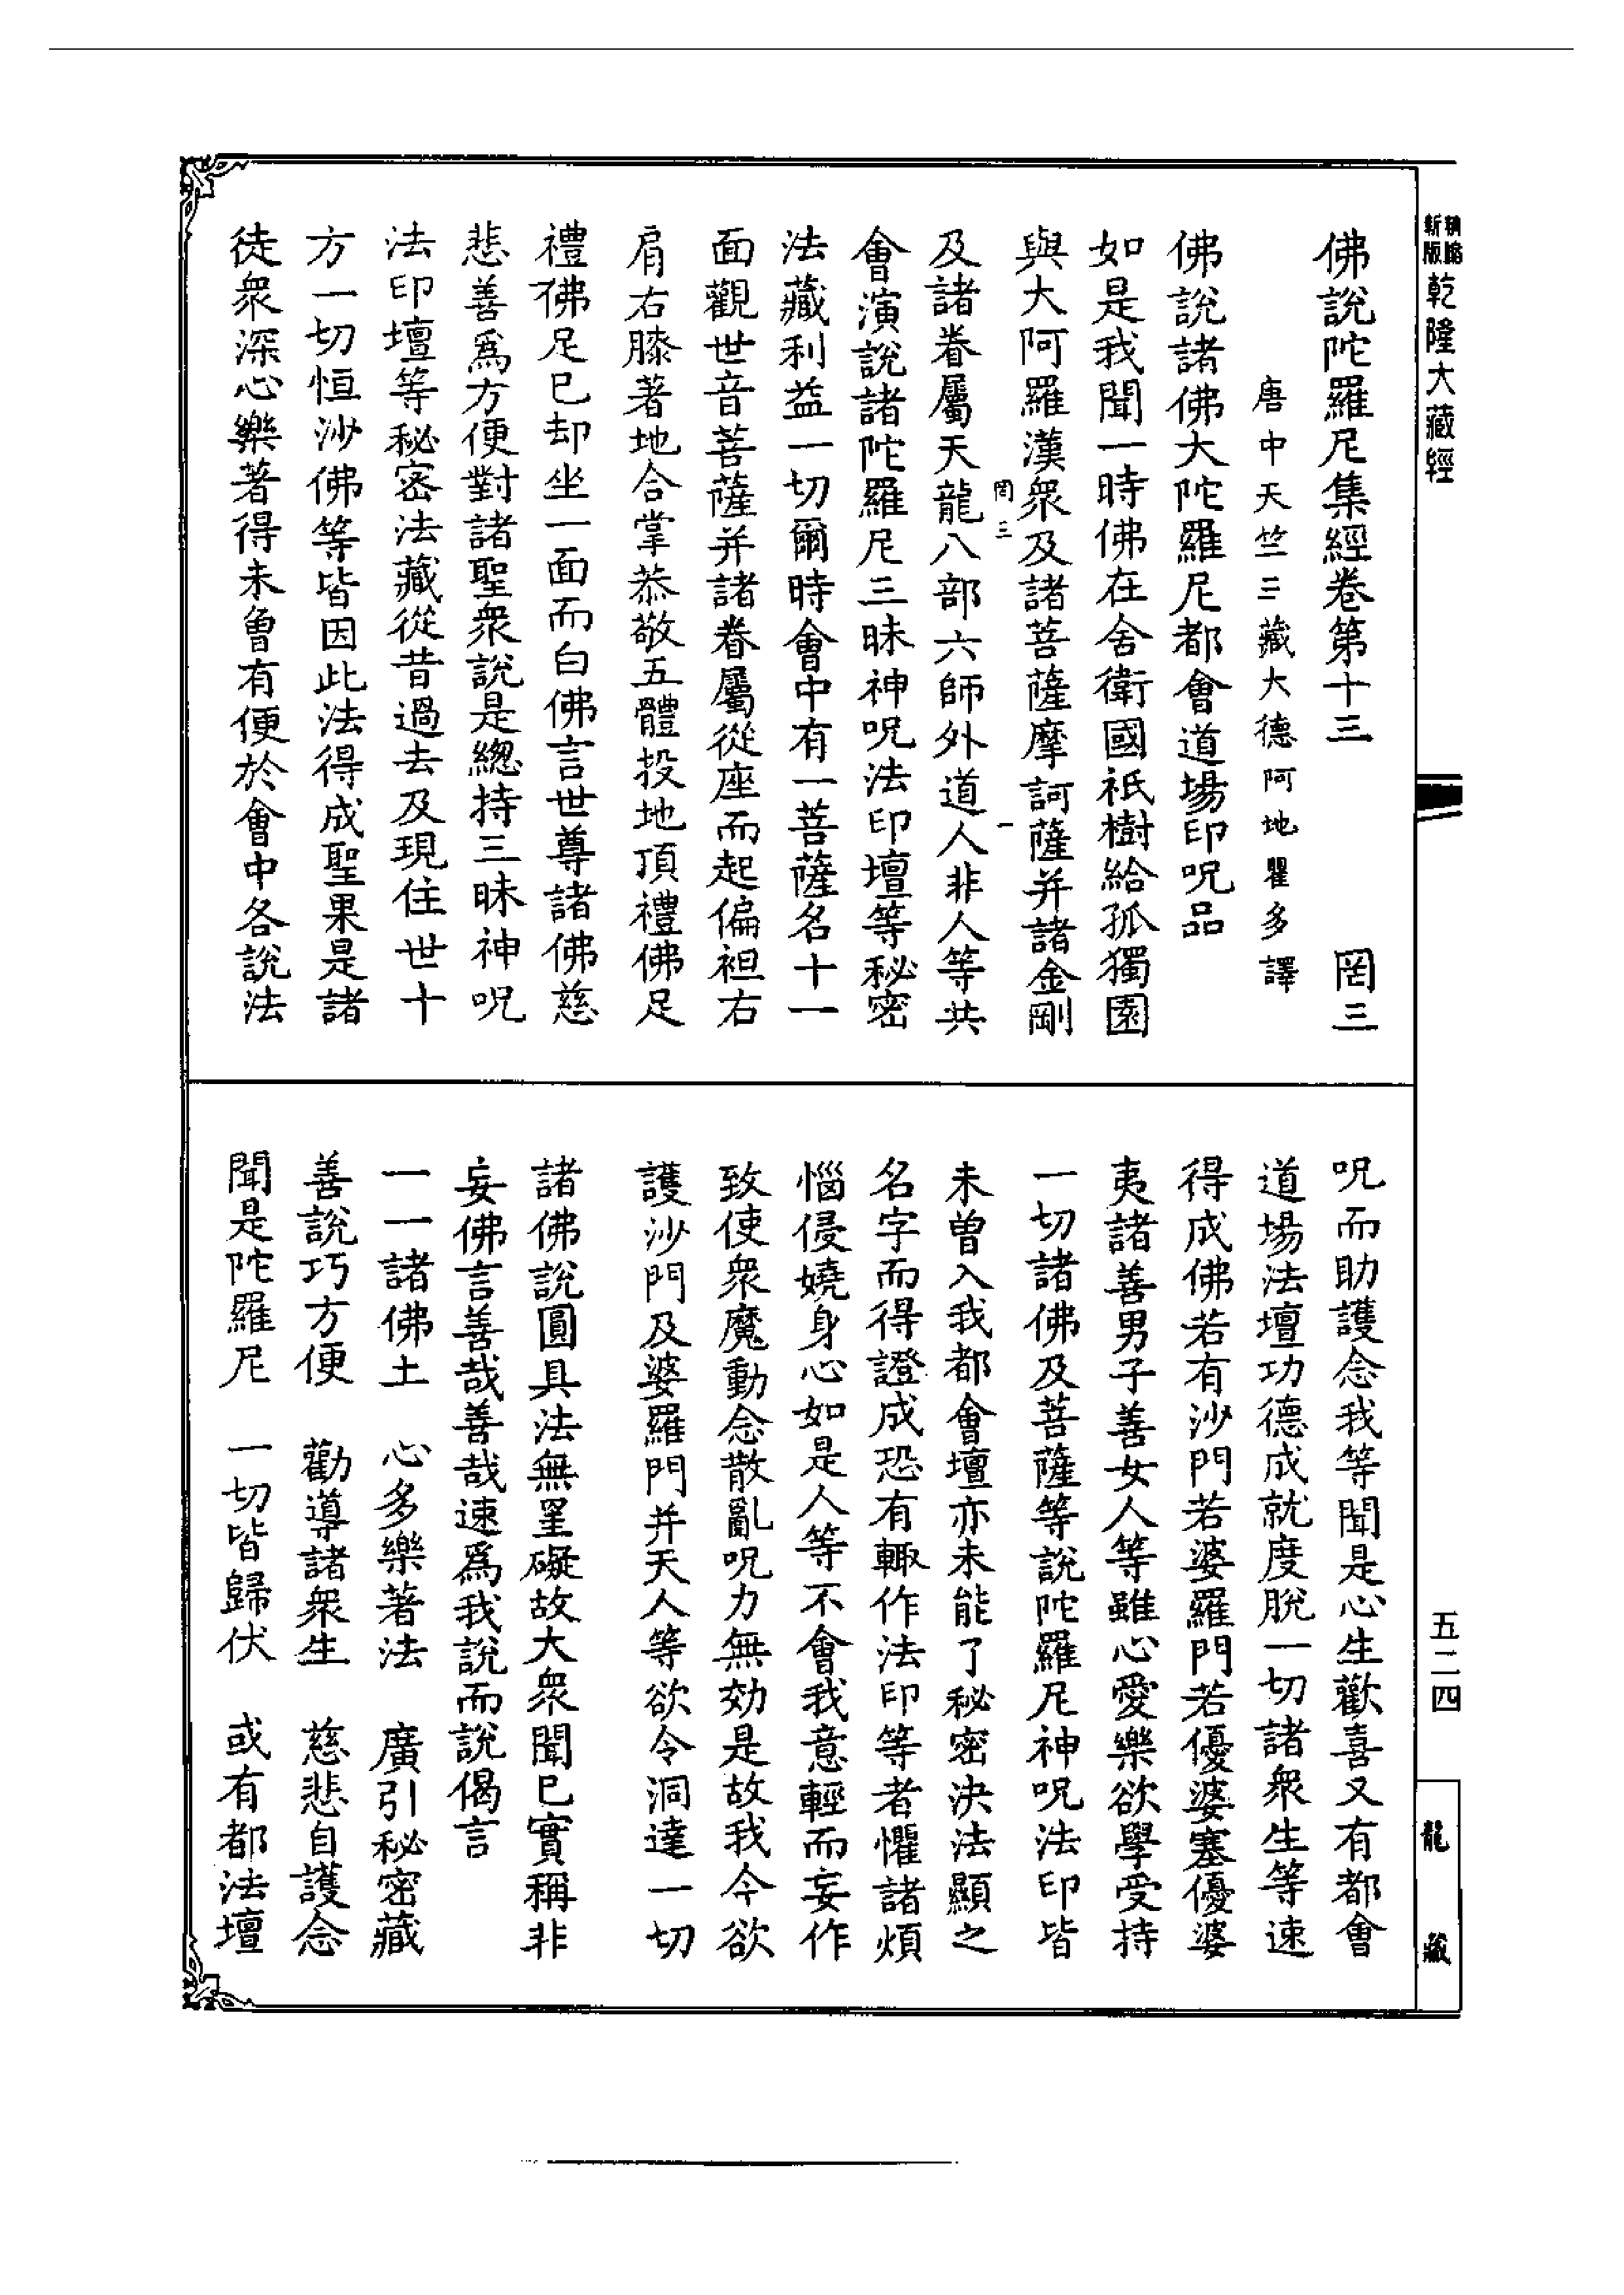 新版
乾隆大藏經
佛說陀羅尼集經卷第十三　罔三
唐中天竺三藏大德阿地瞿多譯
佛說諸佛大陀羅尼都會道場印呪品
如是我聞一時佛在舍衛國祇樹給孤獨園
與大阿羅漢衆及諸菩薩摩訶薩并諸金剛
罔三　一
及諸眷屬天龍八部六師外道人非人等共
會演說諸陀羅尼三昧神呪法印壇等秘密
法藏利益一切爾時會中有一菩薩名十一
面觀世音菩薩并諸眷屬從座而起偏袒右
肩右膝著地合掌恭敬五體投地頂禮佛足
禮佛足已却坐一面而白佛言世尊諸佛慈
悲善爲方便對諸聖衆說是總持三昧神呪
法印壇等秘密法藏從昔過去及現住世十
方一切恒沙佛等皆因此法得成聖果是諸
徒衆深心樂著得未曾有便於會中各說法
呪而助護念我等聞是心生歡喜又有都會
道場法壇功德成就度脫一切諸衆生等速
得成佛若有沙門若婆羅門若優婆塞優婆
夷諸善男子善女人等雖心愛樂欲學受持
一切諸佛及菩薩等說陀羅尼神呪法印皆
未曾入我都會壇亦未能了秘密決法顯之
名字而得證成恐有輙作法印等者懼諸煩
惱侵嬈身心如是人等不會我意輕而妄作
致使衆魔動念散亂呪力無効是故我今欲
護沙門及婆羅門并天人等欲令洞達一切
諸佛說圓具法無罣礙故大衆聞已實稱非
妄佛言善哉善哉速爲我說而說偈言
一一諸佛土　心多樂著法　廣引秘密藏
善說巧方便　勸導諸衆生　慈悲自護念
聞是陀羅尼　一切皆歸伏　或有都法壇
五二四
龍藏